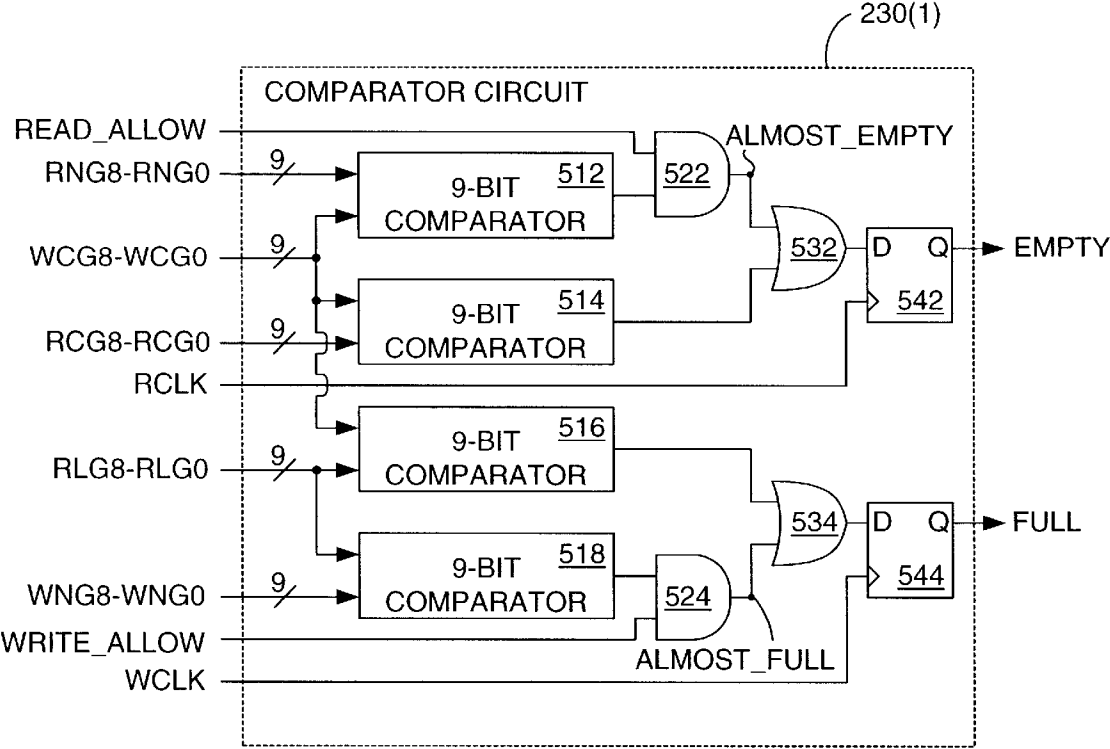 230(1)
COMPARATOR CIRCUIT
READ_ALLOW
ALMOST_EMPTY
RNG8-RNG0
9
9-BIT
COMPARATOR
512
522
WCG8-WCG0
9
532
D
Q
EMPTY
542
9-BIT
COMPARATOR
514
RCG8-RCG0
9
RCLK
9-BIT
COMPARATOR
516
RLG8-RLG0
9
534
D
Q
FULL
544
9-BIT
COMPARATOR
518
524
WNG8-WNG0
9
WRITE_ALLOW
ALMOST_FULL
WCLK